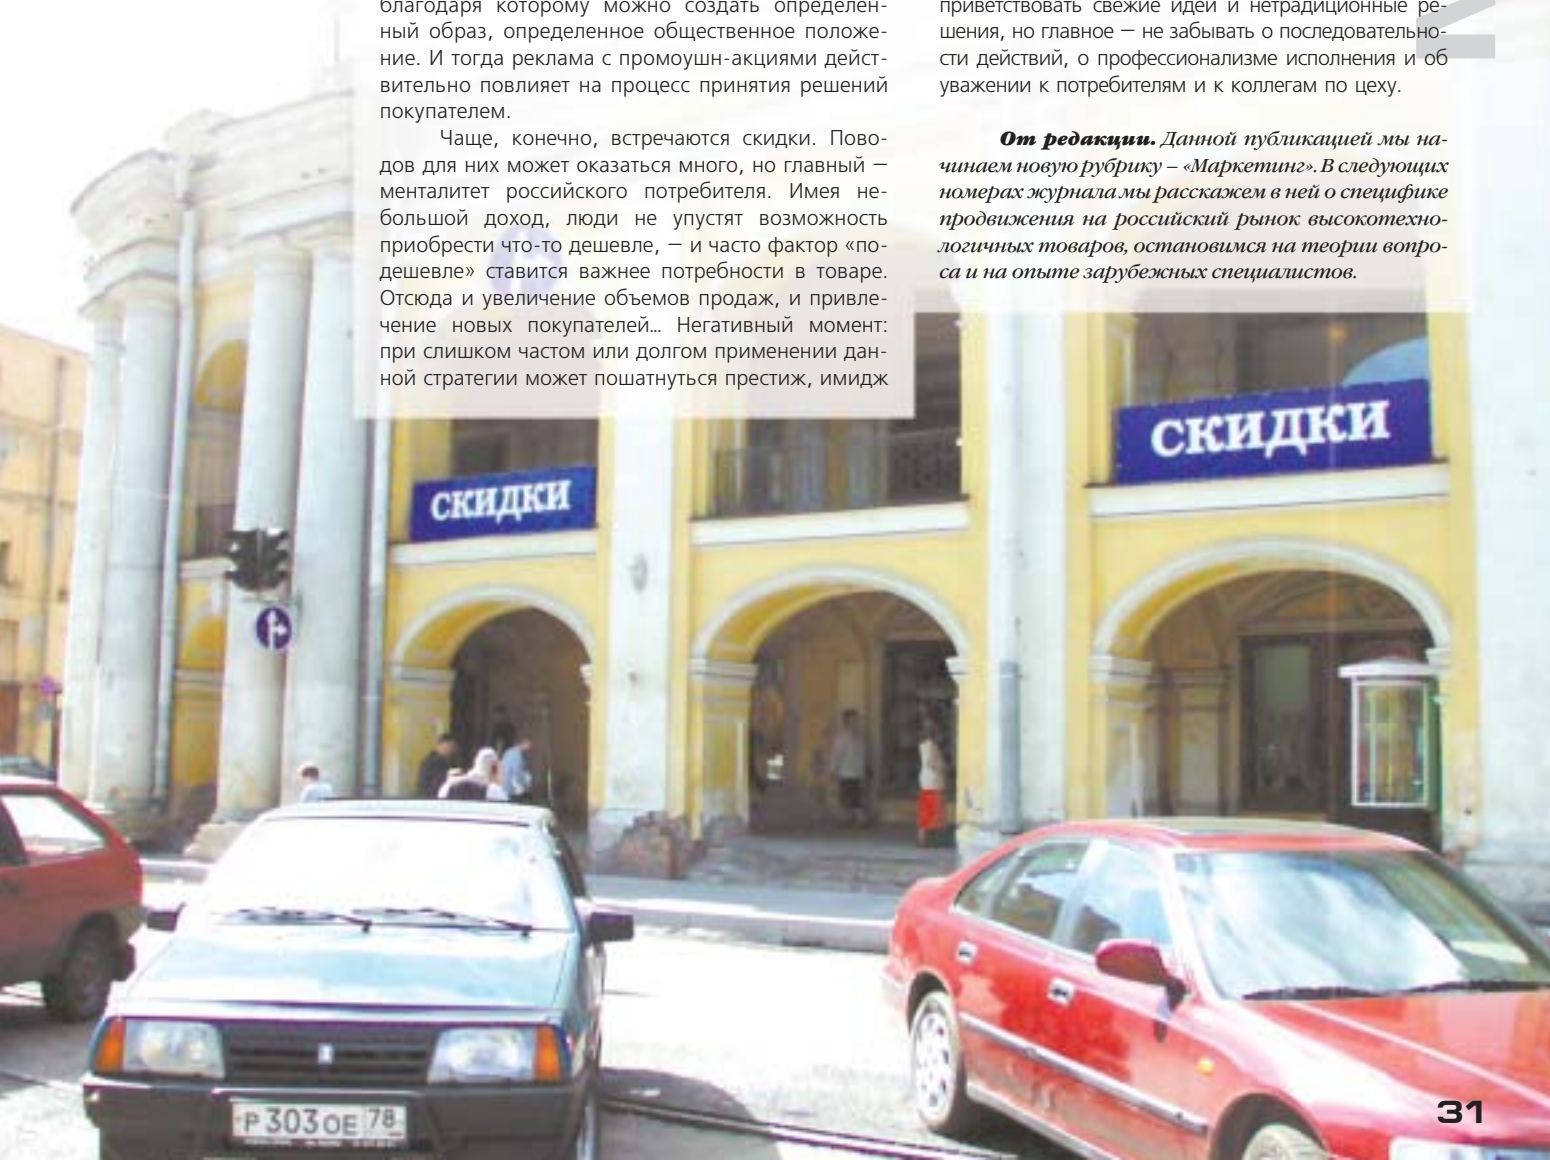 благодаря которому можно создать определен-
ный образ, определенное общественное положе-
ние. И тогда реклама с промоушн-акциями дейст-
вительно повлияет на процесс принятия решений
покупателем.
Чаще, конечно, встречаются скидки. Пово-
дов для них может оказаться много, но главный —
менталитет российского потребителя. Имея не-
большой доход, люди не упустят возможность
приобрести что-то дешевле, — и часто фактор «по-
дешевле» ставится важнее потребности в товаре.
Отсюда и увеличение объемов продаж, и привле-
чение новых покупателей... Негативный момент:
при слишком частом или долгом применении дан-
ной стратегии может пошатнуться престиж, имидж
приветствовать свежие идеи и нетрадиционные ре-
шения, но главное — не забывать о последовательно-
сти действий, о профессионализме исполнения и об
уважении к потребителям и к коллегам по цеху.
От редакции. Данной публикацией мы на-
чинаем новую рубрику – «Маркетинг». В следующих
номерах журнала мы расскажем в ней о специфике
продвижения на российский рынок высокотехно-
логичных товаров, остановимся на теории вопро-
са и на опыте зарубежных специалистов.
СКИДКИ
СКИДКИ
Р 303 ОЕ 78
31